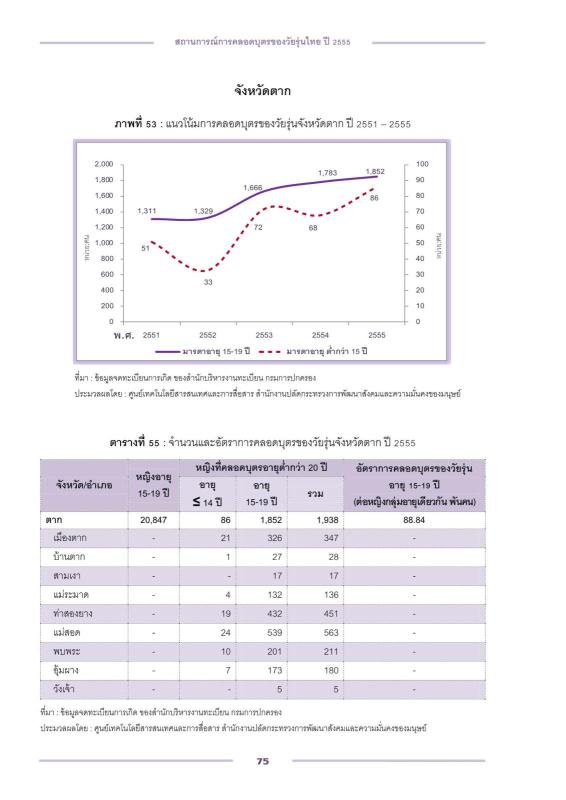 สถานการณ์การคลอดบุตรของวัยรุ่นไทย ปี 2555
จังหวัดตาก
ภาพที่ 53 : แนวโน้มการคลอดบุตรของวัยรุ่นจังหวัดตาก ปี 2551 – 2555
2,000 100
1,800 90
1,600 80
1,400 70
1,200 60
1,000 50
800 40
600 30
400 20
200 10
0 0
หน่วย:คน หน่วย:คน
1,311 1,329 1,666 1,783 1,852
51 33 72 68 86
พ.ศ. 2551 2552 2553 2554 2555
มารดาอายุ 15-19 ปี มารดาอายุ ต่ำกว่า 15 ปี
ที่มา : ข้อมูลจดทะเบียนการเกิด ของสำนักบริหารงานทะเบียน กรมการปกครอง
ประมวลผลโดย : ศูนย์เทคโนโลยีสารสนเทศและการสื่อสาร สำนักงานปลัดกระทรวงการพัฒนาสังคมและความมั่นคงของมนุษย์
ตารางที่ 55 : จำนวนและอัตราการคลอดบุตรของวัยรุ่นจังหวัดตาก ปี 2555
จังหวัด/อำเภอ หญิงอายุ 15-19 ปี หญิงที่คลอดบุตรอายุต่ำกว่า 20 ปี อัตราการคลอดบุตรของวัยรุ่น อายุ 15-19 ปี (ต่อหญิงกลุ่มอายุเดียวกัน พันคน)
อายุ ≤ 14 ปี อายุ 15-19 ปี รวม
ตาก 20,847 86 1,852 1,938 88.84
เมืองตาก - 21 326 347 -
บ้านตาก - 1 27 28 -
สามเงา - - 17 17 -
แม่ระมาด - 4 132 136 -
ท่าสองยาง - 19 432 451 -
แม่สอด - 24 539 563 -
พบพระ - 10 201 211 -
อุ้มผาง - 7 173 180 -
วังเจ้า - - 5 5 -
ที่มา : ข้อมูลจดทะเบียนการเกิด ของสำนักบริหารงานทะเบียน กรมการปกครอง
ประมวลผลโดย : ศูนย์เทคโนโลยีสารสนเทศและการสื่อสาร สำนักงานปลัดกระทรวงการพัฒนาสังคมและความมั่นคงของมนุษย์
75